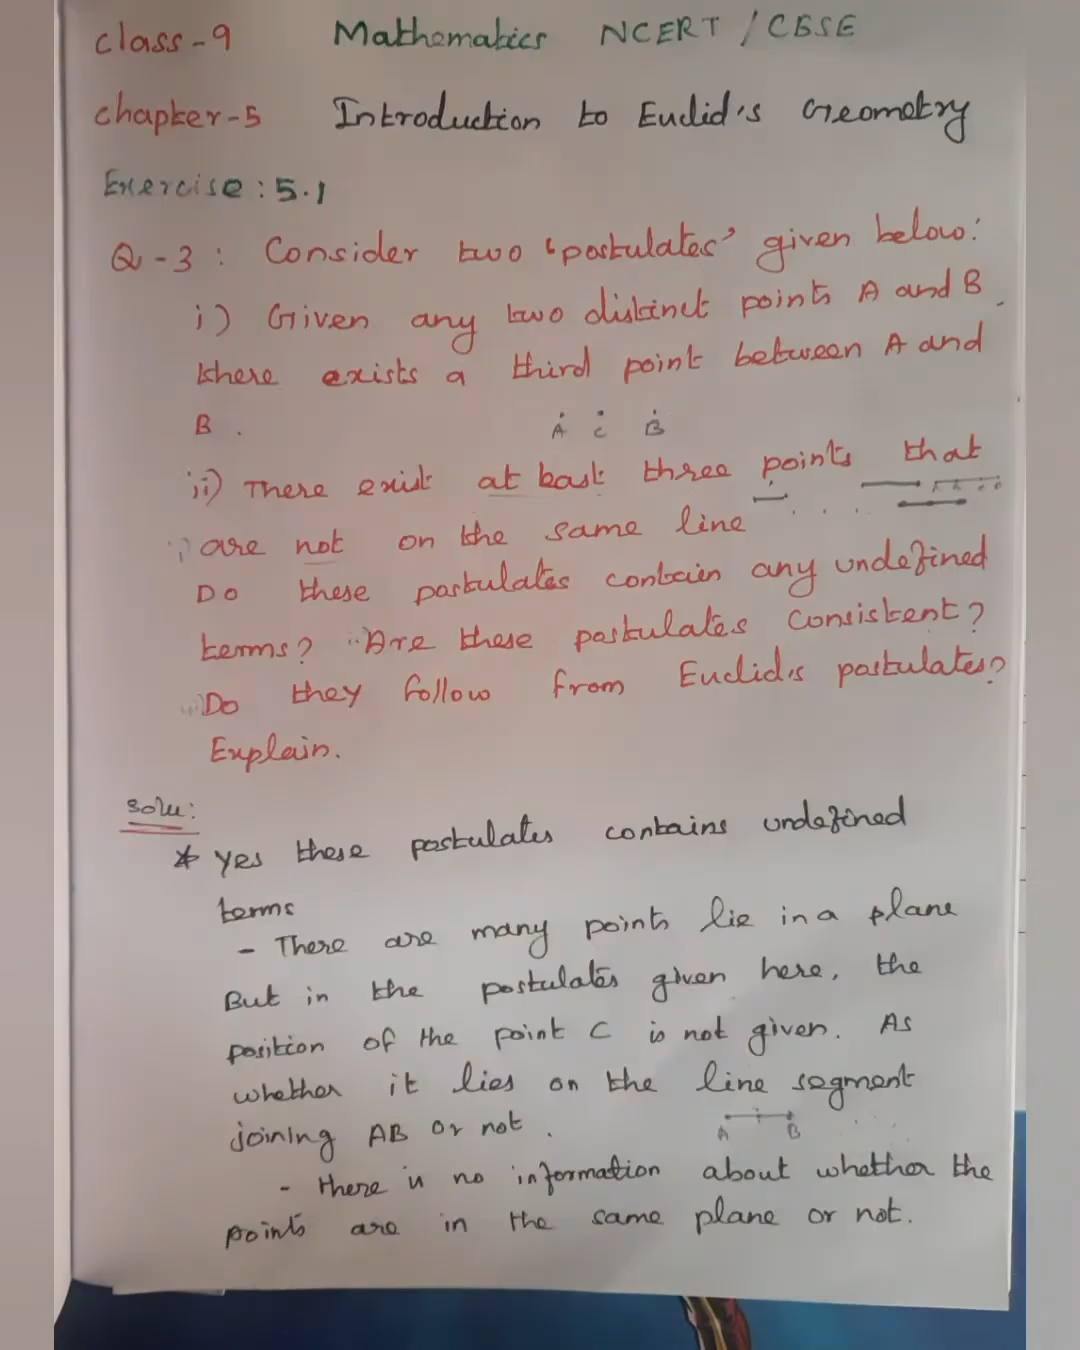 Class-9 Mathematics NCERT / CBSE
Chapter-5 Introduction to Euclid's Geometry
Exercise: 5.1
Q-3: Consider two 'postulates' given below:
i) Given any two distinct points A and B
there exists a third point between A and
B.
A C B
ii) There exist at least three points that
are not on the same line
Do these postulates contain any undefined
terms? Are these postulates consistent?
Do they follow from Euclid's postulates?
Explain.
Solu:
* Yes these postulates contains undefined
terms
- There are many points lie in a plane
But in the postulates given here, the
position of the point C is not given. As
whether it lies on the line segment
joining AB or not.
A B
- there is no information about whether the
points are in the same plane or not.